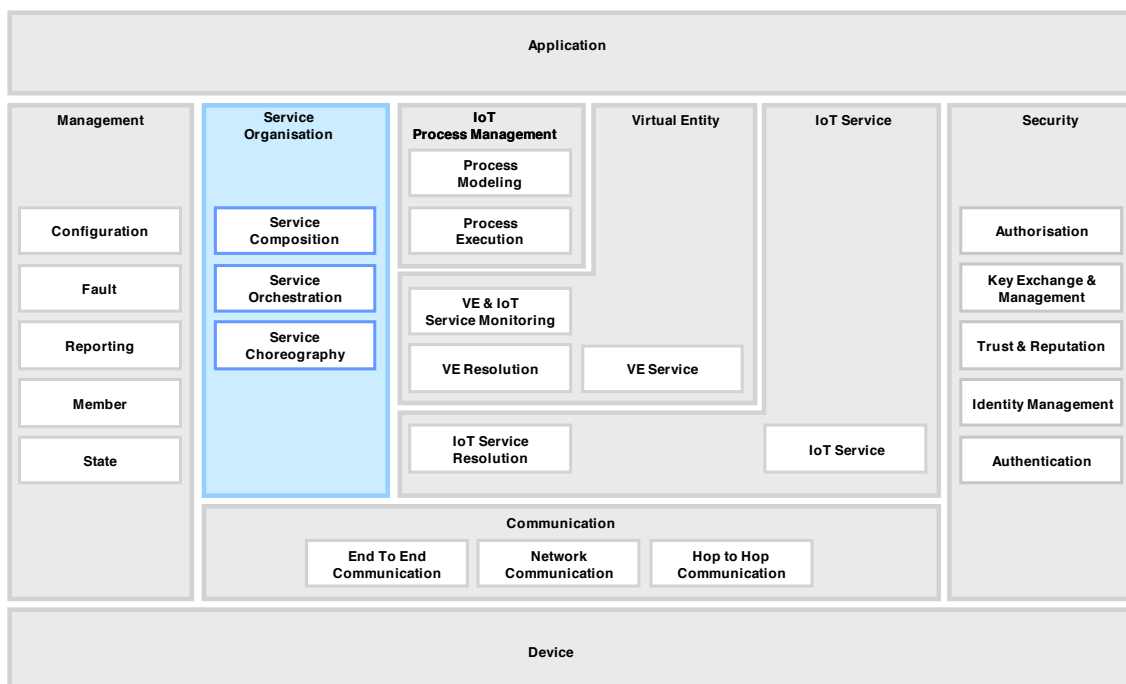 Application
Management
Configuration
Fault
Reporting
Member
State
Service
Organisation
Service
Composition
Service
Orchestration
Service
Choreography
IoT
Process Management
Process
Modeling
Process
Execution
Virtual Entity
VE & IoT
Service Monitoring
VE Resolution
VE Service
IoT Service
IoT Service
Resolution
IoT Service
Security
Authorisation
Key Exchange &
Management
Trust & Reputation
Identity Management
Authentication
Communication
End To End
Communication
Network
Communication
Hop to Hop
Communication
Device